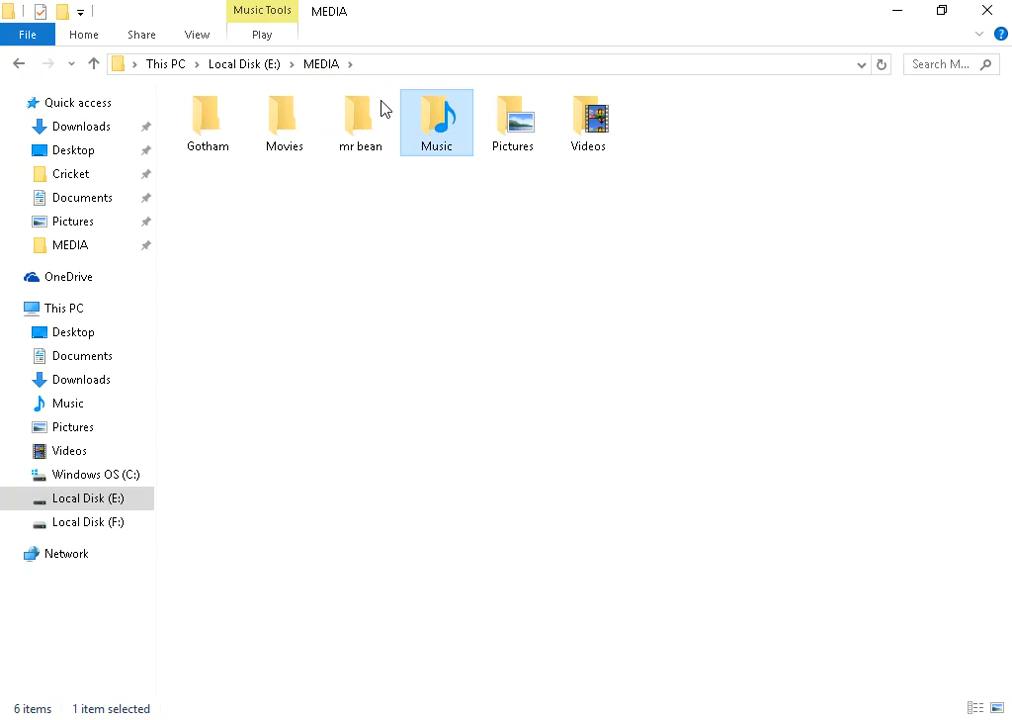 Music Tools
MEDIA
File
Home
Share
View
Play
This PC
Local Disk (E:)
MEDIA
Search M...
Quick access
Downloads
Desktop
Cricket
Documents
Pictures
MEDIA
OneDrive
This PC
Desktop
Documents
Downloads
Music
Pictures
Videos
Windows OS (C:)
Local Disk (E:)
Local Disk (F:)
Network
Gotham
Movies
mr bean
Music
Pictures
Videos
6 items
1 item selected